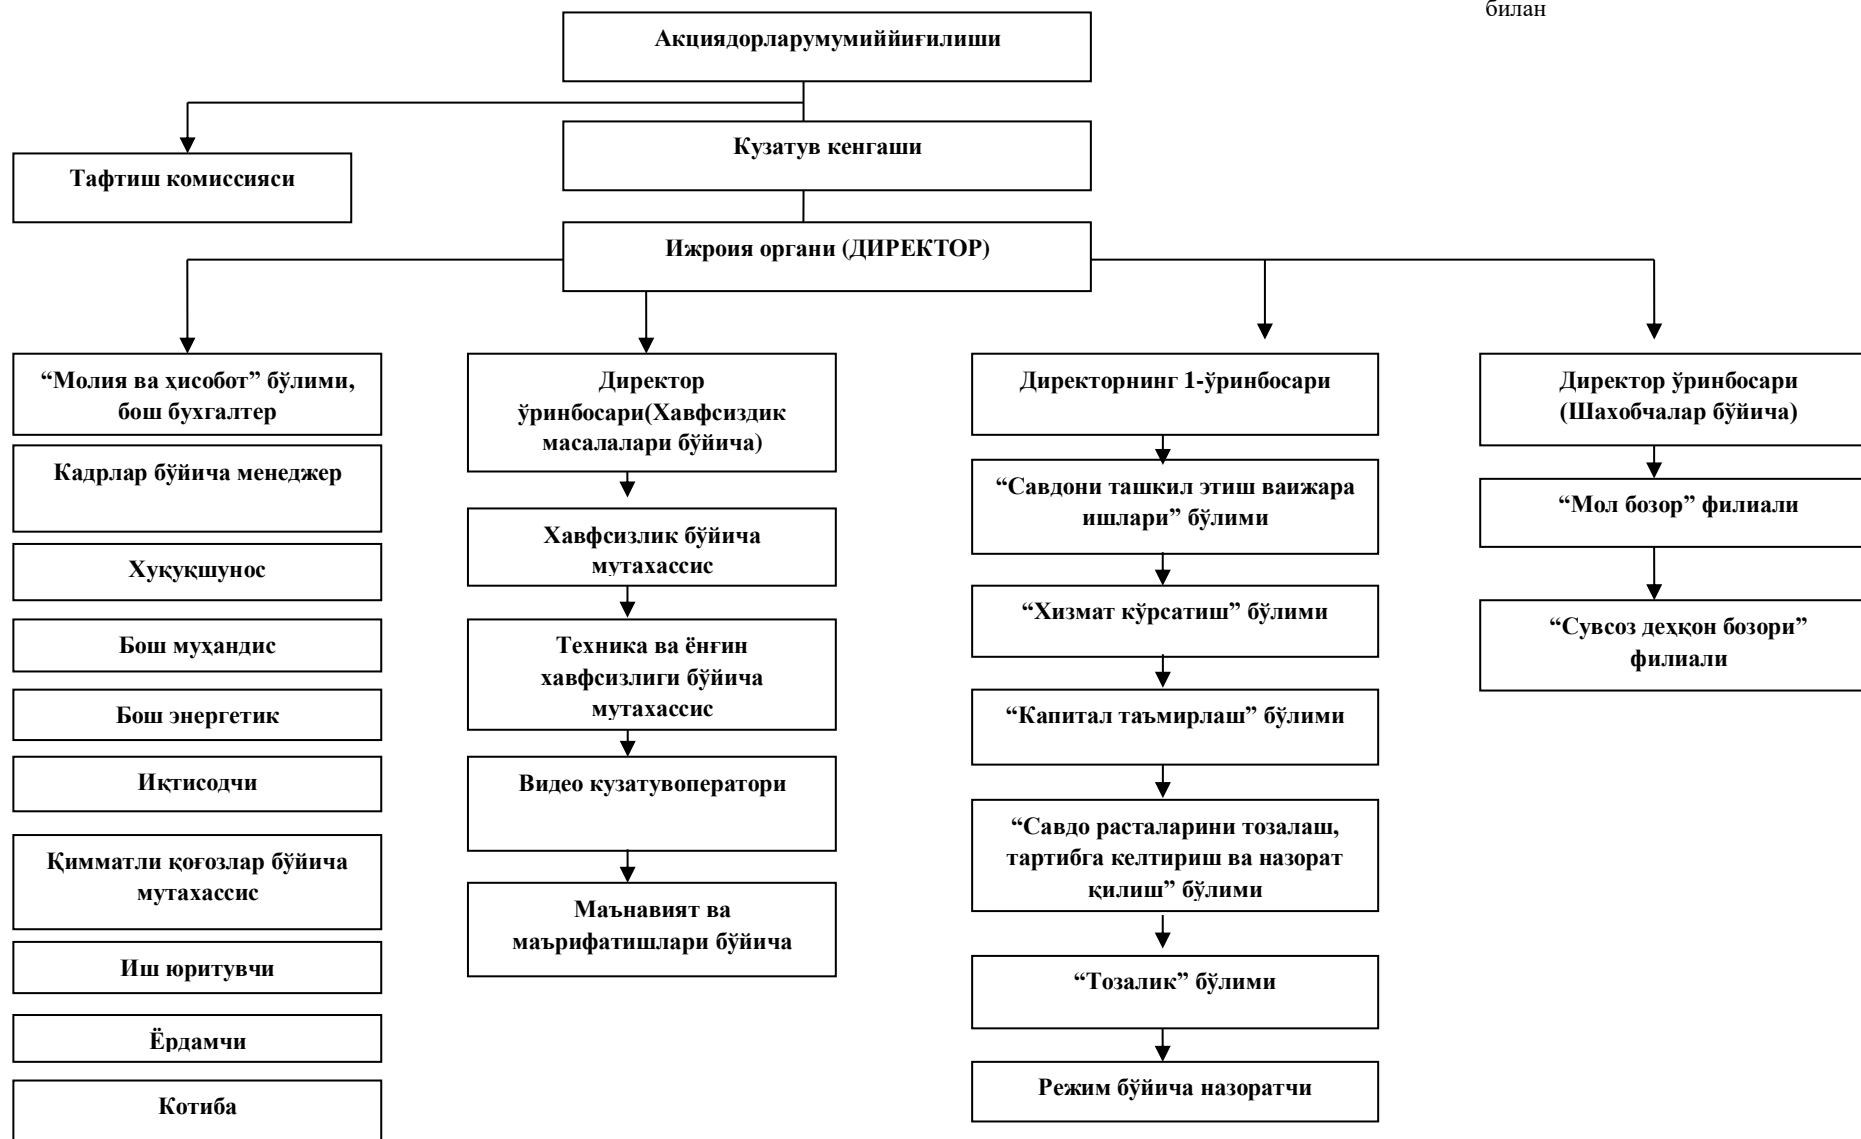 билан
Акциядорларумумиййиғилиши
Кузатув кенгаши
Тафтиш комиссияси
Ижроия органи (ДИРЕКТОР)
“Молия ва ҳисобот” бўлими,
бош бухгалтер
Кадрлар бўйича менеджер
Хуқуқшунос
Бош муҳандис
Бош энергетик
Иқтисодчи
Қимматли қоғозлар бўйича
мутахассис
Иш юритувчи
Ёрдамчи
Котиба
Директор
ўринбосари(Хавфсиздик
масалалари бўйича)
Хавфсизлик бўйича
мутахассис
Техника ва ёнғин
хавфсизлиги бўйича
мутахассис
Видео кузатувоператори
Маънавият ва
маърифатишлари бўйича
Директорнинг 1-ўринбосари
“Савдони ташкил этиш ваижара
ишлари” бўлими
“Хизмат кўрсатиш” бўлими
“Капитал таъмирлаш” бўлими
“Савдо расталарини тозалаш,
тартибга келтириш ва назорат
қилиш” бўлими
“Тозалик” бўлими
Режим бўйича назоратчи
Директор ўринбосари
(Шахобчалар бўйича)
“Мол бозор” филиали
“Сувсоз деҳқон бозори”
филиали